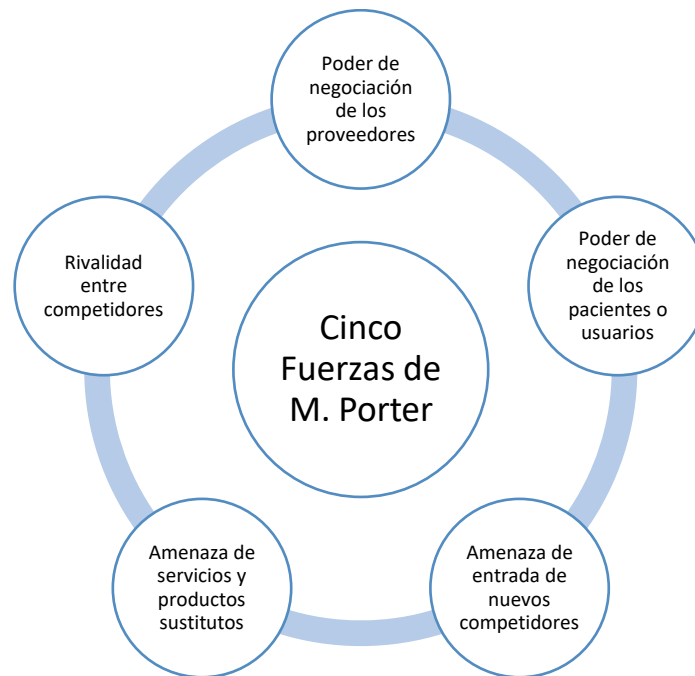 Poder de
negociación
de los
proveedores
Poder de
negociación
de los
pacientes o
usuarios
Amenaza de
entrada de
nuevos
competidores
Amenaza de
servicios y
productos
sustitutos
Rivalidad
entre
competidores
Cinco
Fuerzas de
M. Porter